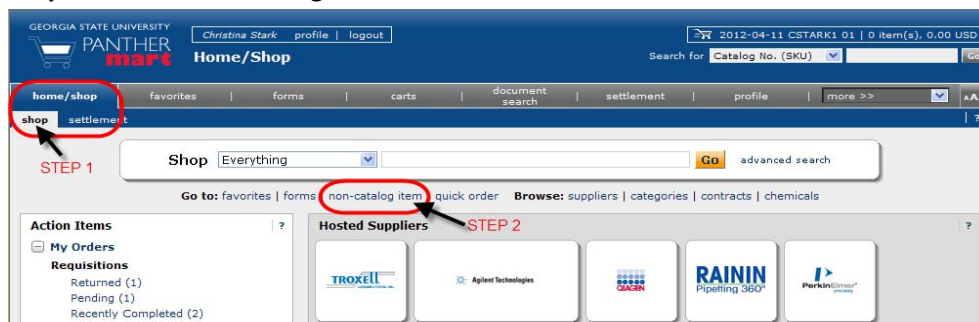 GEORGIA STATE UNIVERSITY
PANTHER
mart
Christina Stark profile | logout
Home/Shop
2012-04-11 CSTARK1 01 | 0 item(s), 0.00 USD
Search for Catalog No. (SKU) Go
home/shop favorites | forms | carts | document search | settlement | profile | more >> AA
shop settlement | ?
STEP 1
Shop Everything Go advanced search
Go to: favorites | forms non-catalog item quick order Browse: suppliers | categories | contracts | chemicals
STEP 2
Action Items | ?
Hosted Suppliers ?
My Orders
Requisitions
Returned (1)
Pending (1)
Recently Completed (2)
TROXELL
Agilent Technologies
QIAGEN
RAININ
Pipetting 360°
PerkinElmer
precisely